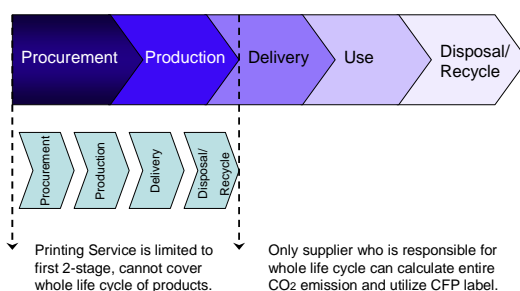 Procurement
Production
Delivery
Use
Disposal/
Recycle
Procurement
Production
Delivery
Disposal/
Recycle
Printing Service is limited to
first 2-stage, cannot cover
whole life cycle of products.
Only supplier who is responsible for
whole life cycle can calculate entire
CO2 emission and utilize CFP label.